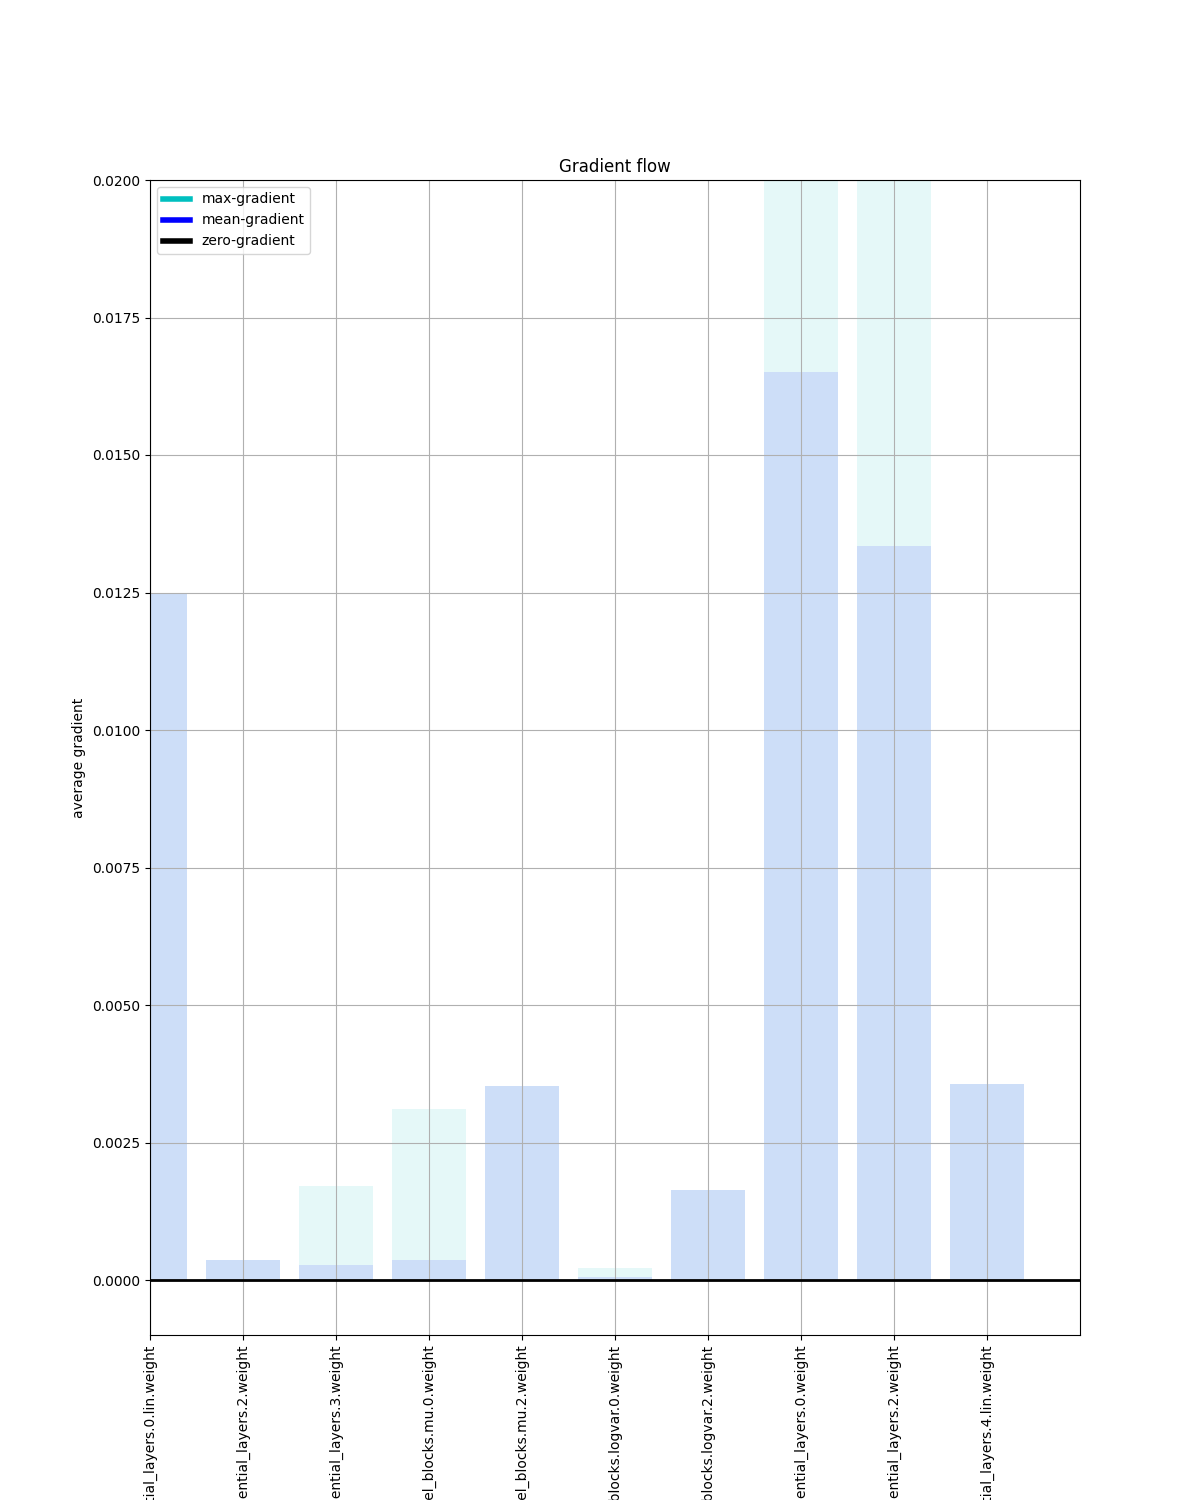 Gradient flow
max-gradient
mean-gradient
zero-gradient
0.0200
0.0175
0.0150
0.0125
0.0100
0.0075
0.0050
0.0025
0.0000
average gradient
tial_layers.0.lin.weight
ential_layers.2.weight
ential_layers.3.weight
el_blocks.mu.0.weight
el_blocks.mu.2.weight
blocks.logvar.0.weight
blocks.logvar.2.weight
ential_layers.0.weight
ential_layers.2.weight
tial_layers.4.lin.weight